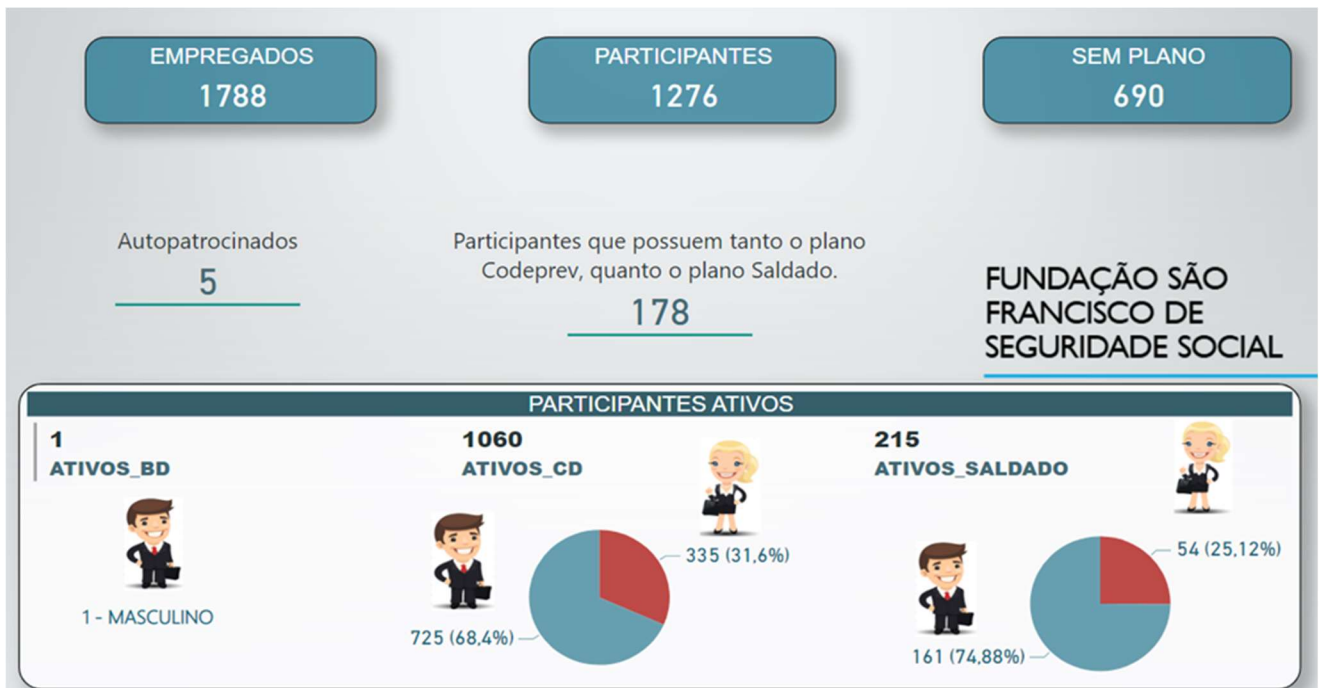 EMPREGADOS
1788
PARTICIPANTES
1276
SEM PLANO
690
Autopatrocinados
5
Participantes que possuem tanto o plano
Codeprev, quanto o plano Saldado.
178
FUNDAÇÃO SÃO
FRANCISCO DE
SEGURIDADE SOCIAL
PARTICIPANTES ATIVOS
1
ATIVOS_BD
1 - MASCULINO
1060
ATIVOS_CD
335 (31,6%)
725 (68,4%)
215
ATIVOS_SALDADO
54 (25,12%)
161 (74,88%)